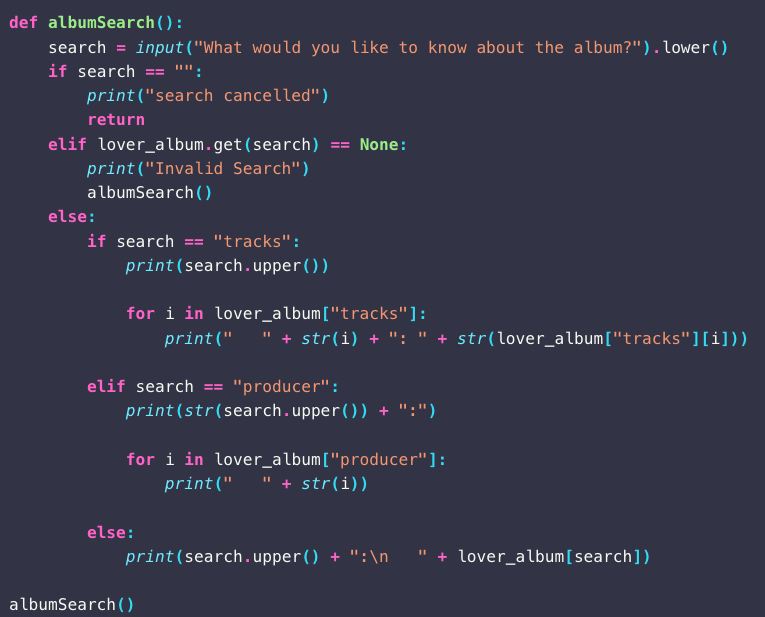 def albumSearch():
    search = input("What would you like to know about the album?").lower()
    if search == "":
        print("search cancelled")
        return
    elif lover_album.get(search) == None:
        print("Invalid Search")
        albumSearch()
    else:
        if search == "tracks":
            print(search.upper())

            for i in lover_album["tracks"]:
                print("   " + str(i) + ": " + str(lover_album["tracks"][i]))

        elif search == "producer":
            print(str(search.upper()) + ":")

            for i in lover_album["producer"]:
                print("   " + str(i))

        else:
            print(search.upper() + ":\n   " + lover_album[search])

albumSearch()